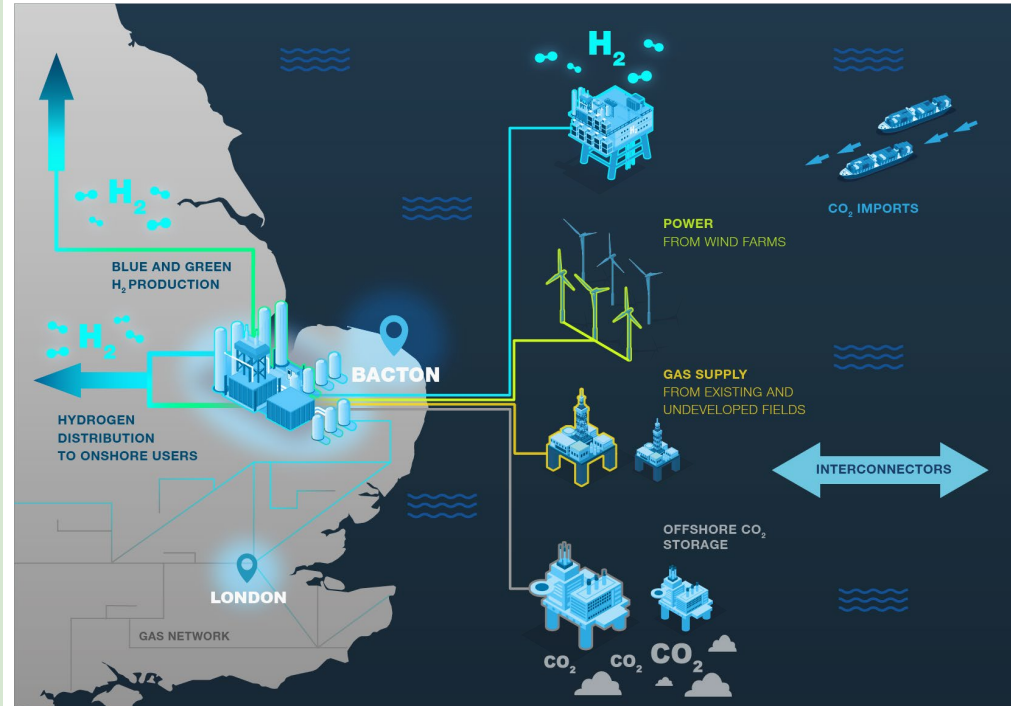 H₂
H₂
BLUE AND GREEN
H₂ PRODUCTION
H₂
HYDROGEN
DISTRIBUTION
TO ONSHORE USERS
BACTON
LONDON
GAS NETWORK
CO₂ IMPORTS
POWER
FROM WIND FARMS
GAS SUPPLY
FROM EXISTING AND
UNDEVELOPED FIELDS
INTERCONNECTORS
OFFSHORE CO₂
STORAGE
CO₂ CO₂ CO₂